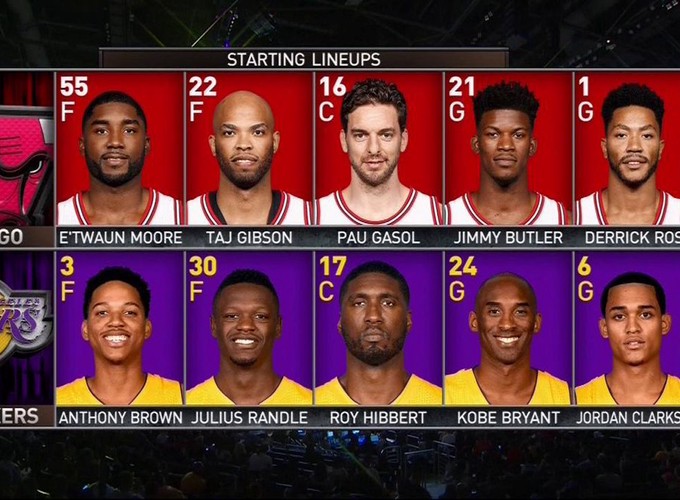 STARTING LINEUPS
55 22 16 21 1
F F C G G
GO E'TWAUN MOORE TAJ GIBSON PAU GASOL JIMMY BUTLER DERRICK ROS
3 30 17 24 6
F F C G G
KERS ANTHONY BROWN JULIUS RANDLE ROY HIBBERT KOBE BRYANT JORDAN CLARKS